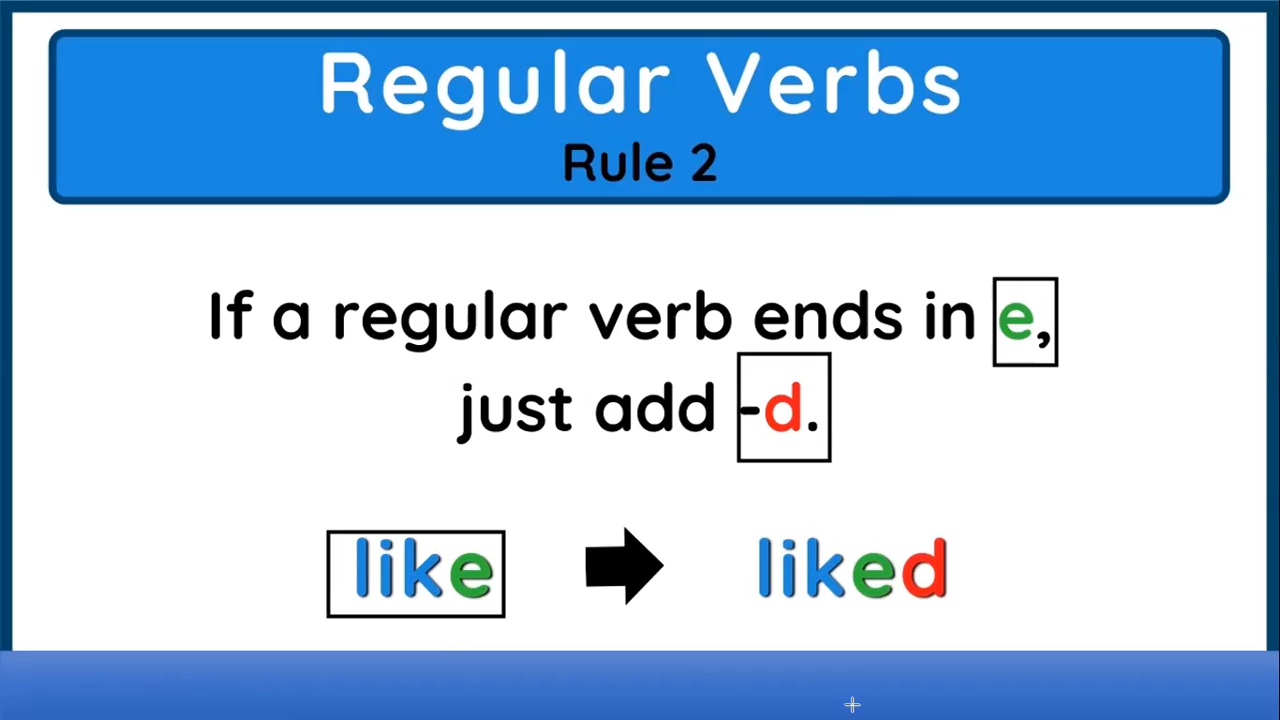 Regular Verbs
Rule 2
If a regular verb ends in e,
just add -d.
like liked